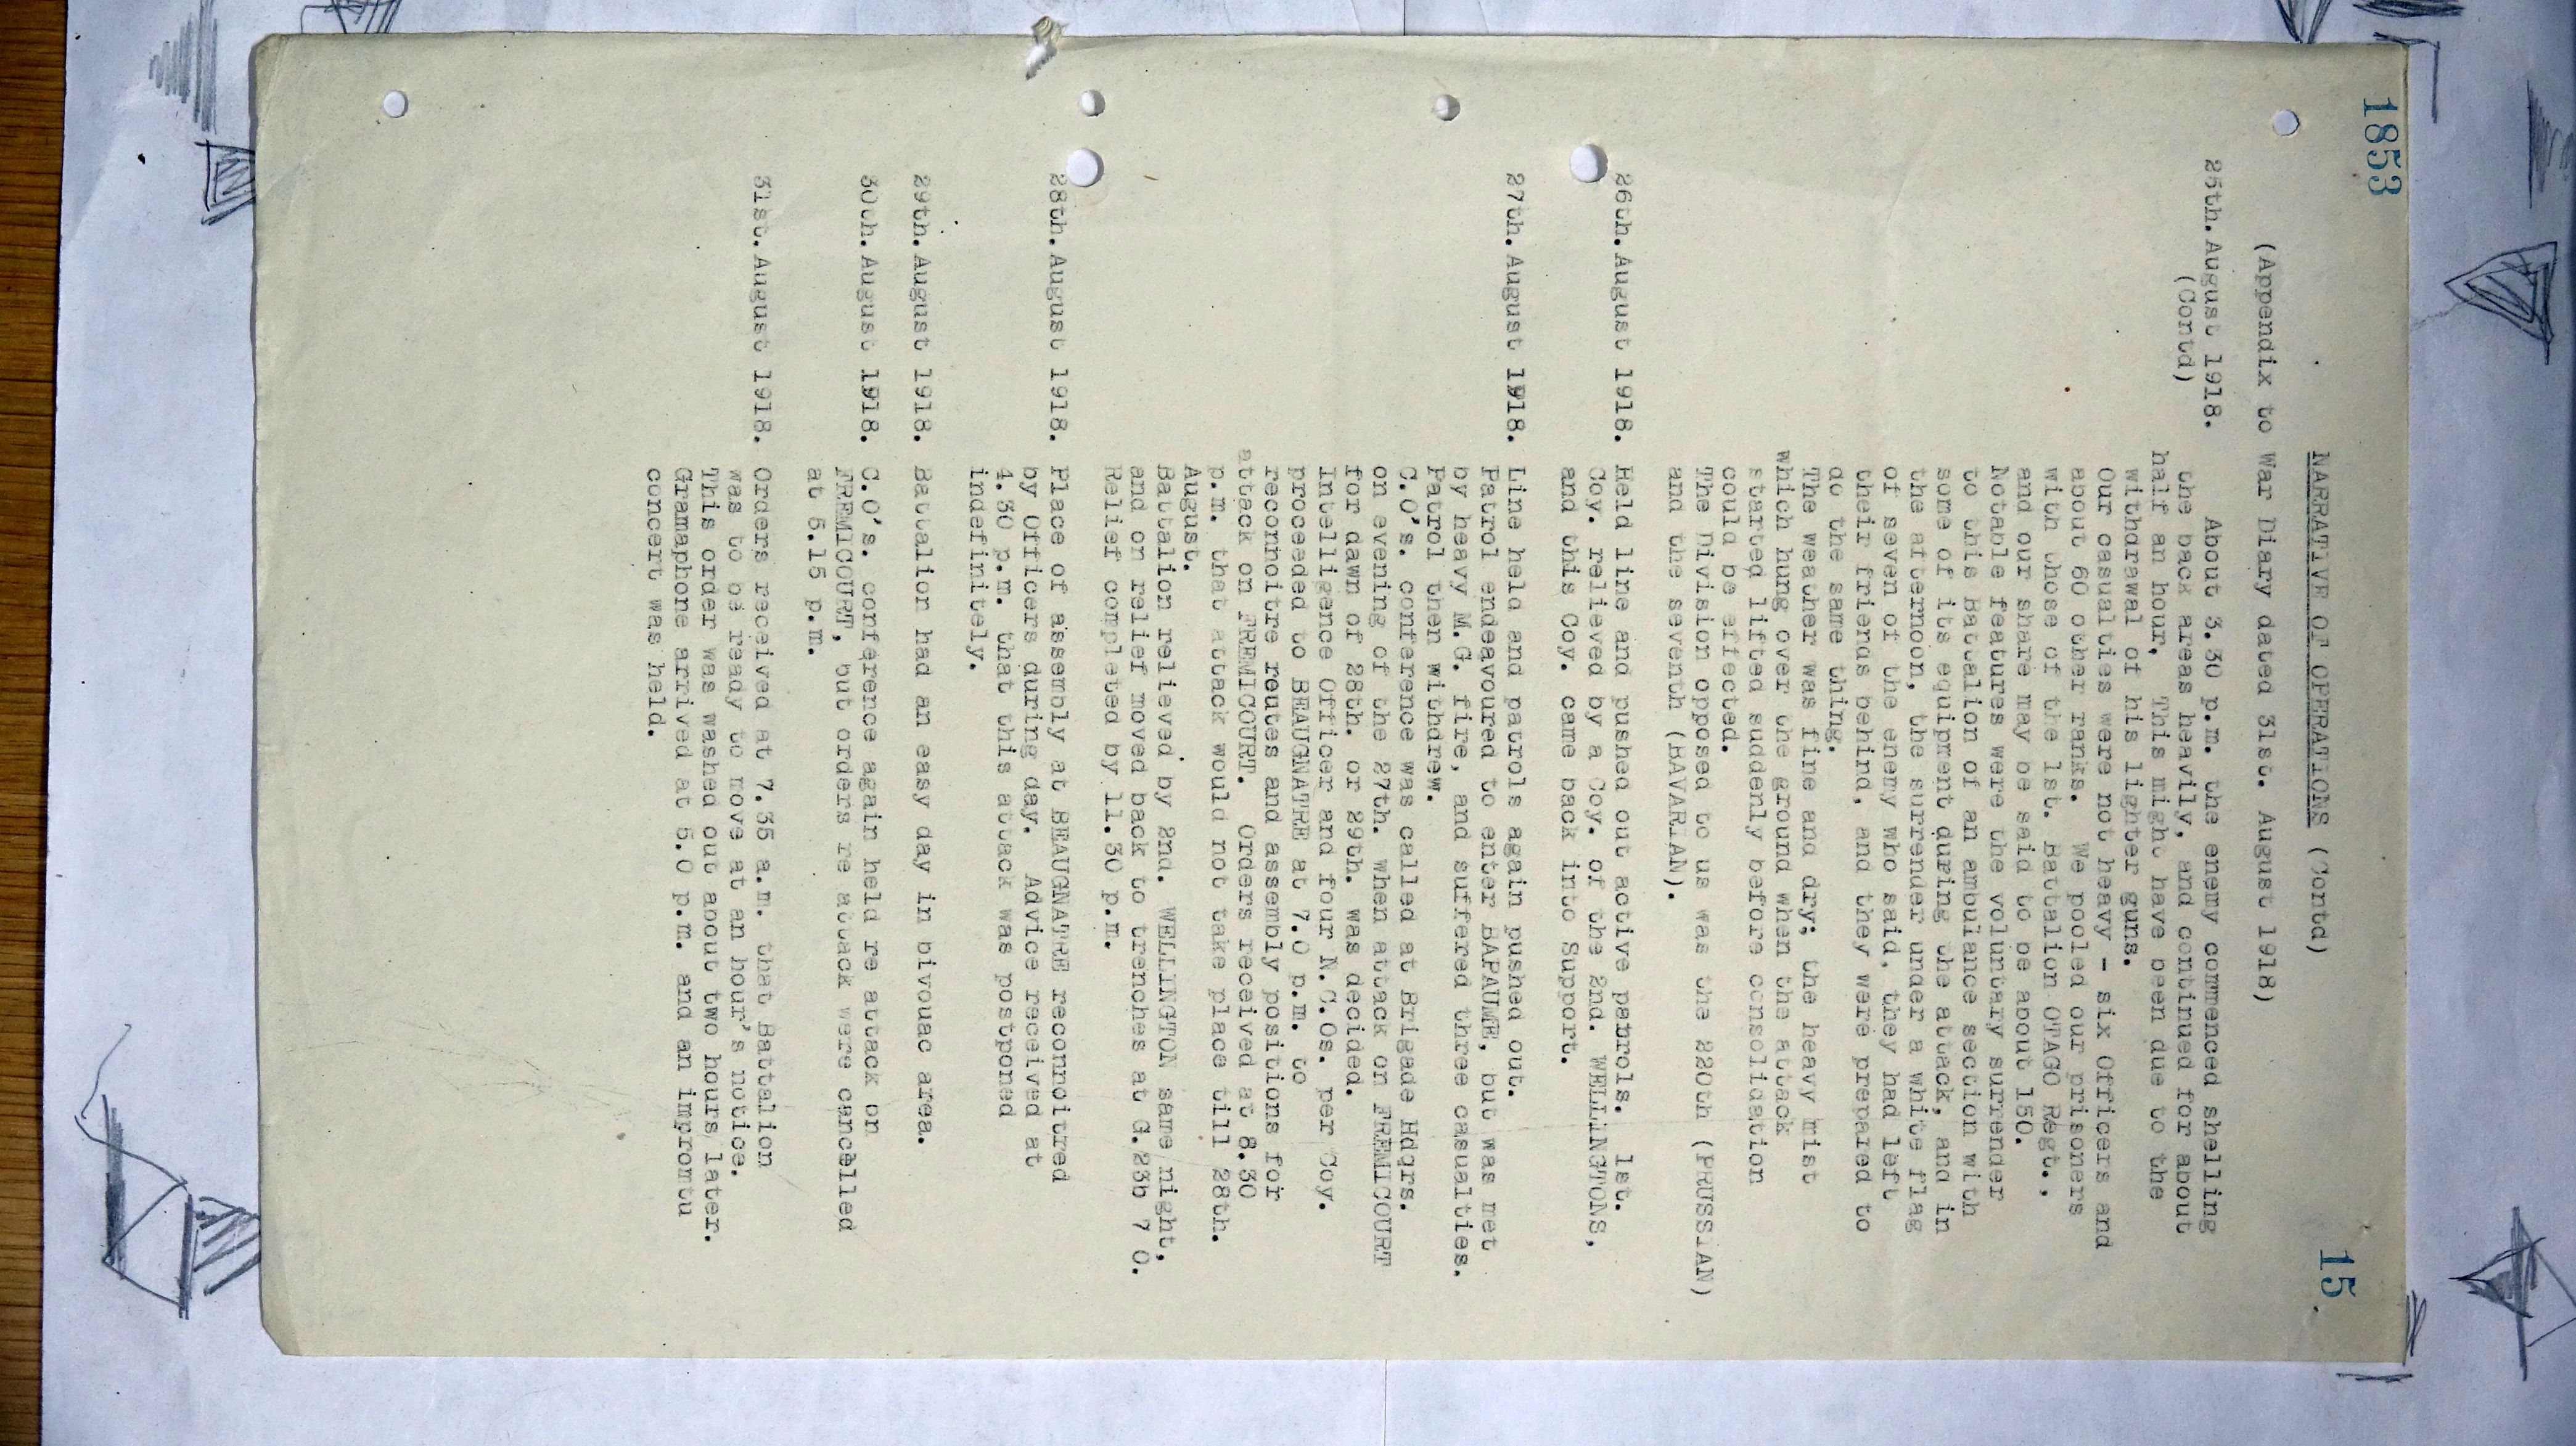 1853
15
NARRATIVE OF OPERATIONS (Contd)
(Appendix to War Diary dated 31st. August 1918)
25th. August 1918. About 3.30 p.m. the enemy commenced shelling
(Contd) the back areas heavily, and continued for about
half an hour, This might have been due to the
withdrawal of his lighter guns.
Our casualties were not heavy - six Officers and
about 60 other ranks. We pooled our prisoners
with those of the 1st. Battalion OTAGO Regt.,
and our share may be said to be about 150.
Notable features were the voluntary surrender
to this Battalion of an ambulance section with
some of its equipment during the attack, and in
the afternoon, the surrender under a white flag
of seven of the enemy who said, they had left
their friends behind, and they were prepared to
do the same thing.
The weather was fine and dry; the heavy mist
which hung over the ground when the attack
started lifted suddenly before consolidation
could be effected.
The Division opposed to us was the 220th (PRUSSIAN)
and the seventh (BAVARIAN).
26th. August 1918. Held line and pushed out active patrols. 1st.
Coy. relieved by a Coy. of the 2nd. WELLINGTONS,
and this Coy. came back into Support.
27th. August 1918. Line held and patrols again pushed out.
Patrol endeavoured to enter BAPAUME, but was met
by heavy M.G. fire, and suffered three casualties.
Patrol then withdrew.
C.O's. conference was called at Brigade Hdqrs.
on evening of the 27th. when attack on FREMICOURT
for dawn of 28th. or 29th. was decided.
Intelligence Officer and four N.C.Os. per Coy.
proceeded to BEAUGNATRE at 7.0 p.m. to
reconnoitre routes and assembly positions for
attack on FREMICOURT. Orders received at 8.30
p.m. that attack would not take place till 28th.
August.
Battalion relieved by 2nd. WELLINGTON same night,
and on relief moved back to trenches at G.23b 7 0.
Relief completed by 11.30 p.m.
28th. August 1918. Place of assembly at BEAUGNATRE reconnoitred
by Officers during day. Advice received at
4.30 p.m. that this attack was postponed
indefinitely.
29th. August 1918. Battalion had an easy day in bivouac area.
30th. August 1918. C.O's. conference again held re attack on
FREMICOURT, but orders re attack were cancelled
at 5.15 p.m.
31st. August 1918. Orders received at 7.35 a.m. that Battalion
was to be ready to move at an hour's notice.
This order was washed out about two hours later.
Gramaphone arrived at 5.0 p.m. and an impromtu
concert was held.